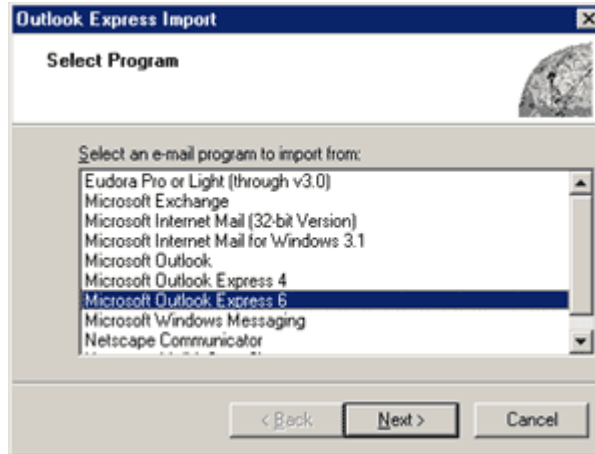 Outlook Express Import
Select Program
Select an e-mail program to import from:
Eudora Pro or Light (through v3.0)
Microsoft Exchange
Microsoft Internet Mail (32-bit Version)
Microsoft Internet Mail for Windows 3.1
Microsoft Outlook
Microsoft Outlook Express 4
Microsoft Outlook Express 6
Microsoft Windows Messaging
Netscape Communicator
< Back Next > Cancel